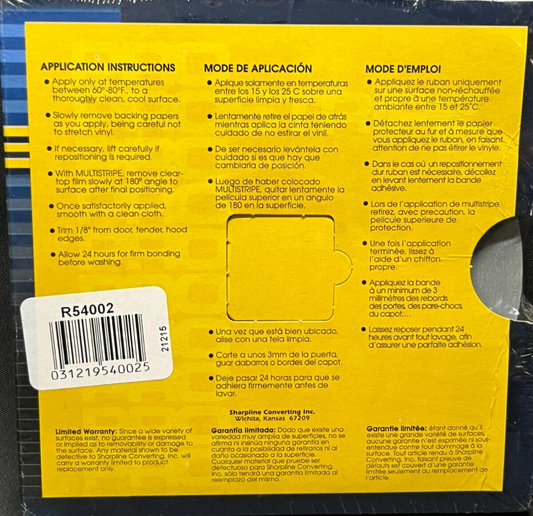 APPLICATION INSTRUCTIONS
• Apply only at temperatures
between 60°-80°F., to a
thoroughly clean, cool surface.
• Slowly remove backing papers
as you apply, being careful not
to stretch vinyl.
• If necessary, lift carefully if
repositioning is required.
• With MULTISTRIPE, remove clear-
top film slowly at 180° angle to
surface after final positioning.
• Once satisfactorily applied,
smooth with a clean cloth.
• Trim 1/8" from door, fender, hood
edges.
• Allow 24 hours for firm bonding
before washing.
R54002
21215
031219540025
Limited Warranty: Since a wide variety of
surfaces exist, no guarantee is expressed
or implied as to removability or damage to
the surface. Any material shown to be
defective to Sharpline Converting, Inc. will
carry a warranty limited to product
replacement only.
MODE DE APLICACIÓN
• Aplique solamente en temperaturas
entre los 15 y los 25 C sobre una
superficie limpia y fresca.
• Lentamente retire el papel de atrás
mientras aplica la cinta teniendo
cuidado de no estirar el vinil.
• De ser necesario levántela con
cuidado si es que hay que
cambiarla de posición.
• Luego de haber colocado
MULTISTRIPE, quitar lentamente la
película superior en un angulo
de 180 en la superficie.
• Una vez que está bien ubicado,
alise con una tela limpia.
• Corte a unos 3mm de la puerta,
guar dabarros o bordes del capot.
• Deje pasar 24 horas para que se
adhiera firmemente antes de
lavar.
Sharpline Converting Inc.
Wichita, Kansas 67209
Garantía limitada: Dado que existe una
variedad muy amplia de superficies, no se
afirma ni insinúa ninguna garantía en
cuanto a la posibilidad de retirarlos ni al
daño ocasionado a la superficie.
Cualquier material que pruebe ser
defectuoso para Sharpline Converting,
Inc. sólo tendrá una garantía limitada al
reemplazo del mismo.
MODE D'EMPLOI
• Appliquez le ruban uniquement
sur une surface non-réchauffée
et propre à une température
ambiante entre 15 et 25°C.
• Détachez lentement le papier
protecteur au fur et à mesure que
vous appliquez le ruban, en faisant
attention de ne pas étirer le vinyle.
• Dans le cas où un repositionnement
du ruban est nécessaire, décollez
en levant lentement la bande
adhésive.
• Lors de l'application de multistripe
retirez, avec précaution, la
pellicule superieure de
protection.
• Une fois l'application
terminée, lissez à
l'aide d'un chiffon
propre.
• Appliquez la bande
à un minimum de 3
millimètres des rebords
des portes, des pare-chocs,
du capot,...
• Laissez reposer pendant 24
heures avant tout lavage, afin
d'assurer une parfaite adhésion.
Garantie limitée: étant donné qu'il
existe une grande variété de surfaces
aucune garantie n'est exprimée ni sous-
entendue contre tout dommage à la
surface. Tout article rendu à Sharpline
Converting, Inc. faisant preuve de
défauts est couvert d'une garantie
limitée seulement au remplacement de
l'article.